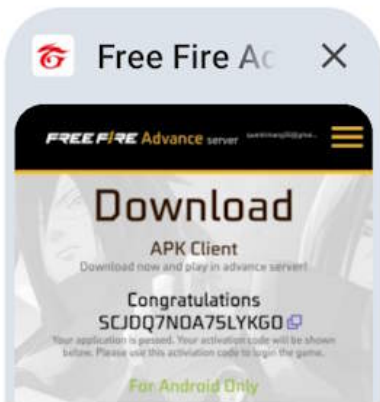 Free Fire Ad
FREE FIRE Advance server
Download
APK Client
Download now and play in advance server!
Congratulations
SCJDQ7NOA75LYKGO
Your application is passed. Your activation code will be shown
below. Please use this activiation code to login the game.
For Android Only